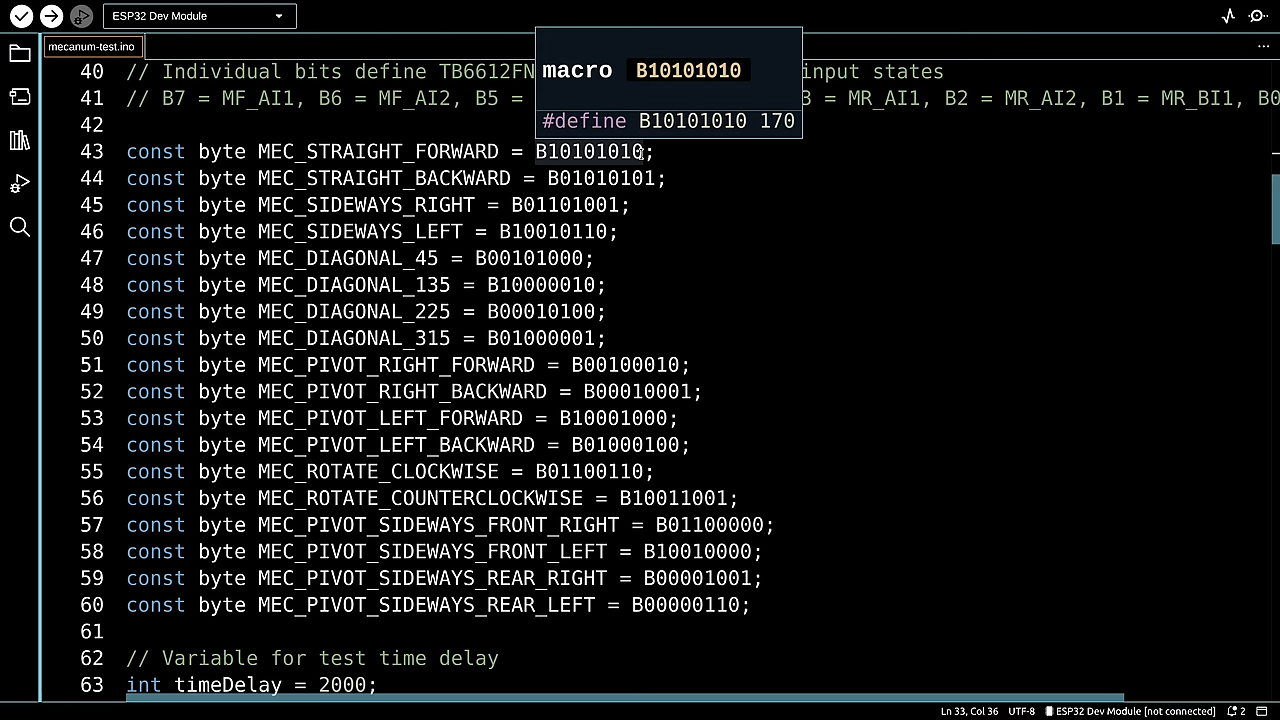 ESP32 Dev Module
mecanum-test.ino
macro B10101010
#define B10101010 170
40 // Individual bits define TB6612FN input states
41 // B7 = MF_AI1, B6 = MF_AI2, B5 = = MR_AI1, B2 = MR_AI2, B1 = MR_BI1, B0
42
43 const byte MEC_STRAIGHT_FORWARD = B10101010;
44 const byte MEC_STRAIGHT_BACKWARD = B01010101;
45 const byte MEC_SIDEWAYS_RIGHT = B01101001;
46 const byte MEC_SIDEWAYS_LEFT = B10010110;
47 const byte MEC_DIAGONAL_45 = B00101000;
48 const byte MEC_DIAGONAL_135 = B10000010;
49 const byte MEC_DIAGONAL_225 = B00010100;
50 const byte MEC_DIAGONAL_315 = B01000001;
51 const byte MEC_PIVOT_RIGHT_FORWARD = B00100010;
52 const byte MEC_PIVOT_RIGHT_BACKWARD = B00010001;
53 const byte MEC_PIVOT_LEFT_FORWARD = B10001000;
54 const byte MEC_PIVOT_LEFT_BACKWARD = B01000100;
55 const byte MEC_ROTATE_CLOCKWISE = B01100110;
56 const byte MEC_ROTATE_COUNTERCLOCKWISE = B10011001;
57 const byte MEC_PIVOT_SIDEWAYS_FRONT_RIGHT = B01100000;
58 const byte MEC_PIVOT_SIDEWAYS_FRONT_LEFT = B10010000;
59 const byte MEC_PIVOT_SIDEWAYS_REAR_RIGHT = B00001001;
60 const byte MEC_PIVOT_SIDEWAYS_REAR_LEFT = B00000110;
61
62 // Variable for test time delay
63 int timeDelay = 2000;
Ln 33, Col 36 UTF-8 ESP32 Dev Module [not connected] 2